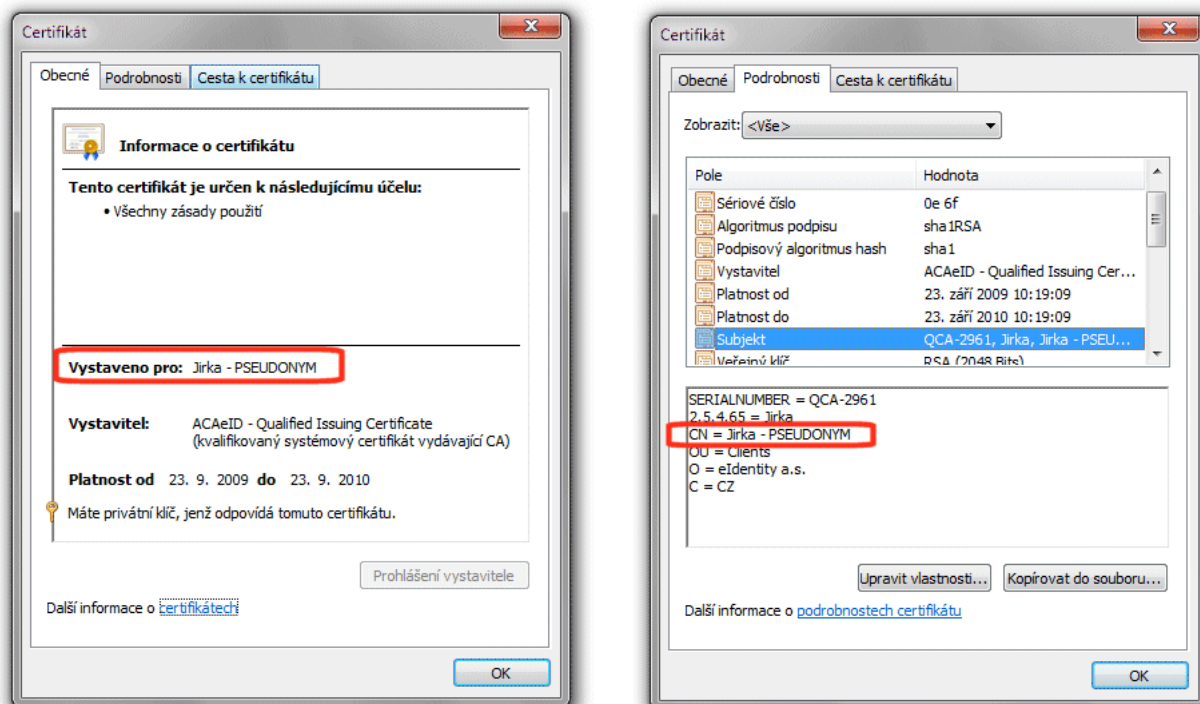 Certifikát
Obecné
Podrobnosti
Cesta k certifikátu
Informace o certifikátu
Tento certifikát je určen k následujícímu účelu:
• Všechny zásady použití
Vystaveno pro: Jirka - PSEUDONYM
Vystavitel: ACAeID - Qualified Issuing Certificate
(kvalifikovaný systémový certifikát vydávající CA)
Platnost od 23. 9. 2009 do 23. 9. 2010
Máte privátní klíč, jenž odpovídá tomuto certifikátu.
Prohlášení vystavitele
Další informace o certifikátech
OK
Certifikát
Obecné
Podrobnosti
Cesta k certifikátu
Zobrazit: <Vše>
Pole Hodnota
Sériové číslo 0e 6f
Algoritmus podpisu sha1RSA
Podpisový algoritmus hash sha1
Vystavitel ACAeID - Qualified Issuing Cer...
Platnost od 23. září 2009 10:19:09
Platnost do 23. září 2010 10:19:09
Subjekt QCA-2961, Jirka, Jirka - PSEU...
Veřejný klíč RSA (2048 Bits)
SERIALNUMBER = QCA-2961
2.5.4.65 = Jirka
CN = Jirka - PSEUDONYM
OU = Clients
O = eIdentity a.s.
C = CZ
Upravit vlastnosti...
Kopírovat do souboru...
Další informace o podrobnostech certifikátu
OK